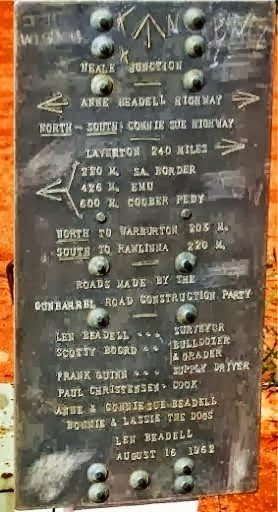 NEALE JUNCTION
ANNE BEADELL HIGHWAY
NORTH - SOUTH. CONNIE SUE HIGHWAY
LAVERTON 240 MILES
220 M. SA. BORDER
426 M. EMU
600 M. COOBER PEDY
NORTH TO WARBURTON 203 M.
SOUTH TO RAWLINNA 220 M.
ROADS MADE BY THE
GUNBARREL ROAD CONSTRUCTION PARTY
LEN BEADELL ••• SURVEYOR
SCOTTY BOORD •• BULLDOZER & GRADER
FRANK QUINN ••• SUPPLY DRIVER
PAUL CHRISTENSEN • COOK
ANNE & CONNIE SUE BEADELL
BONNIE & LASSIE THE DOGS
LEN BEADELL
AUGUST 16 1962